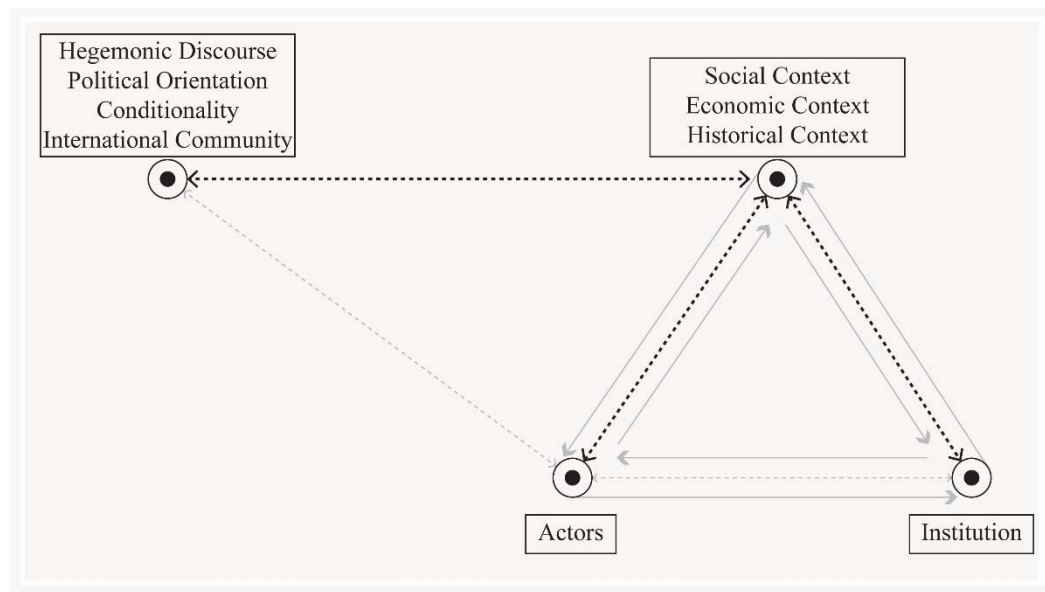 Hegemonic Discourse
Political Orientation
Conditionality
International Community
Social Context
Economic Context
Historical Context
Actors
Institution